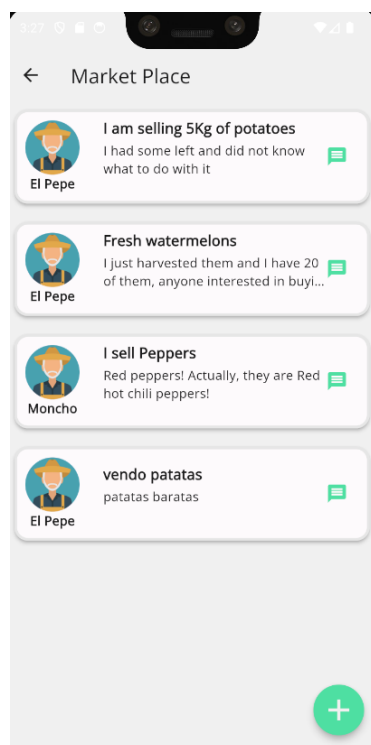 3:27
Market Place
I am selling 5Kg of potatoes
I had some left and did not know
what to do with it
El Pepe
Fresh watermelons
I just harvested them and I have 20
of them, anyone interested in buyi...
El Pepe
I sell Peppers
Red peppers! Actually, they are Red
hot chili peppers!
Moncho
vendo patatas
patatas baratas
El Pepe